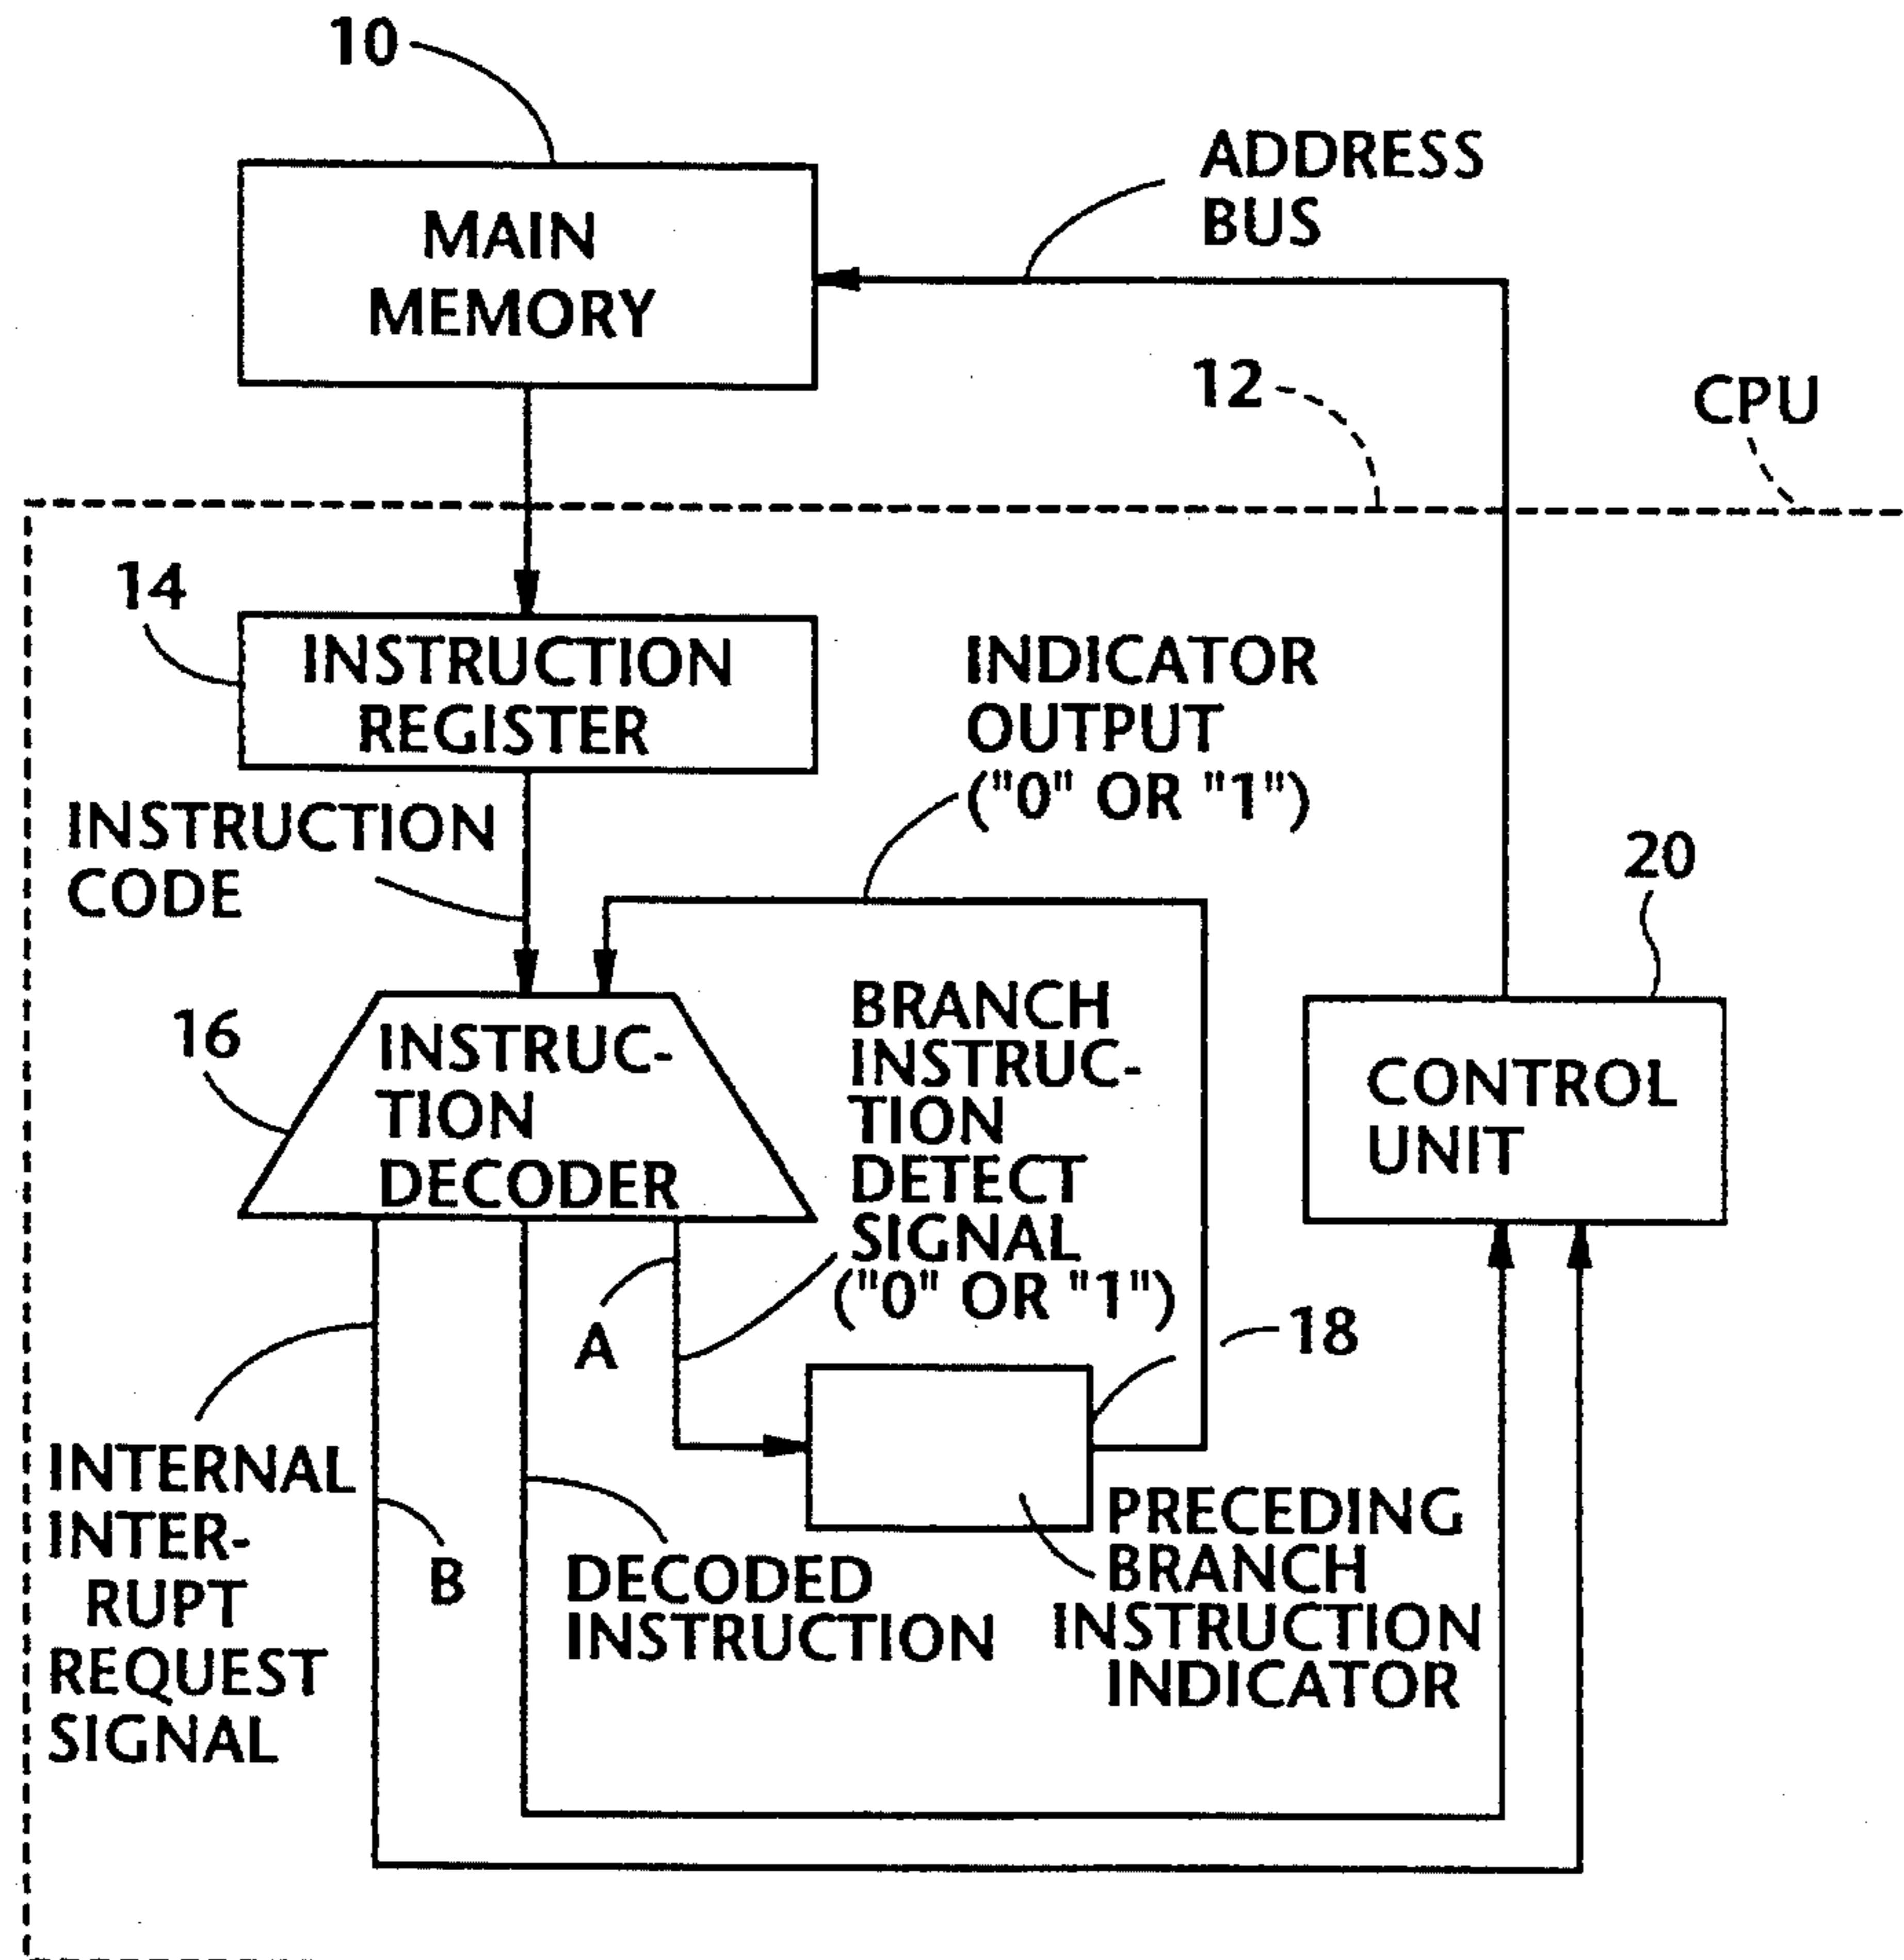 10
MAIN
MEMORY
ADDRESS
BUS
12
CPU
14
INSTRUCTION
REGISTER
INDICATOR
OUTPUT
("0" OR "1")
INSTRUCTION
CODE
20
16
INSTRUC-
TION
DECODER
BRANCH
INSTRUC-
TION
DETECT
SIGNAL
("0" OR "1")
CONTROL
UNIT
A
18
INTERNAL
INTER-
RUPT
REQUEST
SIGNAL
B
DECODED
INSTRUCTION
PRECEDING
BRANCH
INSTRUCTION
INDICATOR